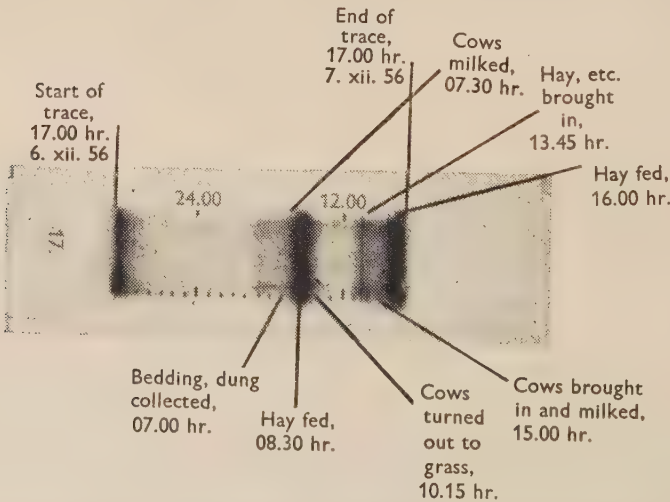 Start of
trace,
17.00 hr.
6. xii. 56
End of
trace,
17.00 hr.
7. xii. 56
Cows
milked,
07.30 hr.
Hay, etc.
brought
in,
13.45 hr.
Hay fed,
16.00 hr.
24.00
12.00
17.
Bedding, dung
collected,
07.00 hr.
Hay fed,
08.30 hr.
Cows
turned
out to
grass,
10.15 hr.
Cows brought
in and milked,
15.00 hr.